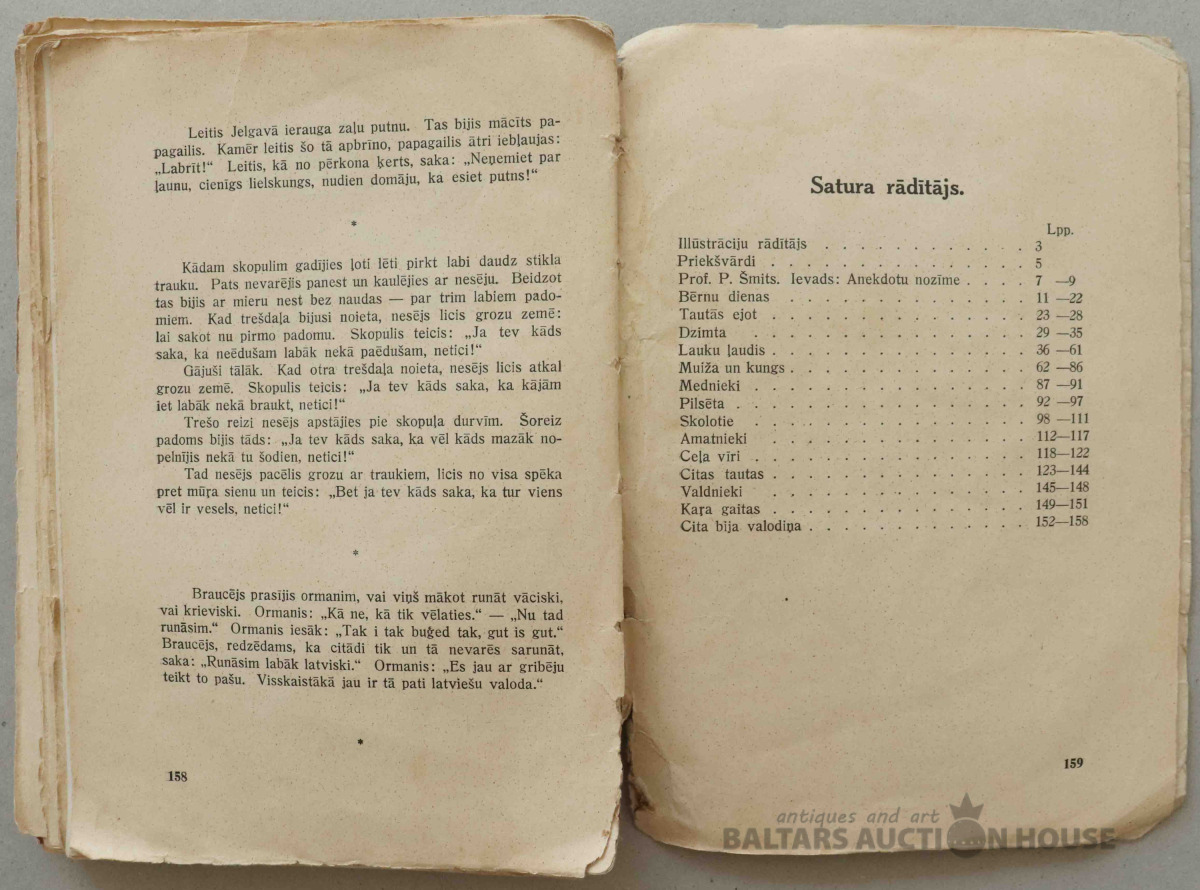 Leitis Jelgavā ierauga zaļu putnu. Tas bijis mācīts pa-
pagailis. Kamēr leitis šo tā apbrīno, papagailis ātri iebļaujas:
„Labrīt!“ Leitis, kā no pērkona ķerts, saka: „Neņemiet par
ļaunu, cienīgs lielskungs, nudien domāju, ka esiet putns!“
*
Kādam skopulim gadījies ļoti lēti pirkt labi daudz stikla
trauku. Pats nevarējis panest un kaulējies ar nesēju. Beidzot
tas bijis ar mieru nest bez naudas — par trim labiem pado-
miem. Kad trešdaļa bijusi noieta, nesējs licis grozu zemē:
lai sakot nu pirmo padomu. Skopulis teicis: „Ja tev kāds
saka, ka neēdušam labāk nekā paēdušam, netici!“
Gājuši tālāk. Kad otra trešdaļa noieta, nesējs licis atkal
grozu zemē. Skopulis teicis: „Ja tev kāds saka, ka kājām
iet labāk nekā braukt, netici!“
Trešo reizi nesējs apstājies pie skopuļa durvīm. Šoreiz
padoms bijis tāds: „Ja tev kāds saka, ka vēl kāds mazāk no-
pelnījis nekā tu šodien, netici!“
Tad nesējs pacēlis grozu ar traukiem, licis no visa spēka
pret mūŗa sienu un teicis: „Bet ja tev kāds saka, ka tur viens
vēl ir vesels, netici!“
*
Braucējs prasījis ormanim, vai viņš mākot runāt vāciski,
vai krieviski. Ormanis: „Kā ne, kā tik vēlaties.“ — „Nu tad
runāsim.“ Ormanis iesāk: „Tak i tak buģed tak, gut is gut.“
Braucējs, redzēdams, ka citādi tik un tā nevarēs sarunāt,
saka: „Runāsim labāk latviski.“ Ormanis: „Es jau ar gribēju
teikt to pašu. Visskaistākā jau ir tā pati latviešu valoda.“
*
158
Satura rādītājs.
Lpp.
Illūstrāciju rādītājs . . . . . . . . . . . . . 3
Priekšvārdi . . . . . . . . . . . . . . . . 5
Prof. P. Šmits. Ievads: Anekdotu nozīme . . . . 7 —9
Bērnu dienas . . . . . . . . . . . . . . 11 —22
Tautās ejot . . . . . . . . . . . . . . . 23 —28
Dzimta . . . . . . . . . . . . . . . . 29 —35
Lauku ļaudis . . . . . . . . . . . . . . 36 —61
Muiža un kungs . . . . . . . . . . . . . 62 —86
Mednieki . . . . . . . . . . . . . . . 87 —91
Pilsēta . . . . . . . . . . . . . . . . 92 —97
Skolotie . . . . . . . . . . . . . . . 98 —111
Amatnieki . . . . . . . . . . . . . . . 112—117
Ceļa vīri . . . . . . . . . . . . . . . 118—122
Citas tautas . . . . . . . . . . . . . . 123—144
Valdnieki . . . . . . . . . . . . . . . 145—148
Kaŗa gaitas . . . . . . . . . . . . . . 149—151
Cita bija valodiņa . . . . . . . . . . . . 152—158
159
antiques and art
BALTARS AUCTION HOUSE